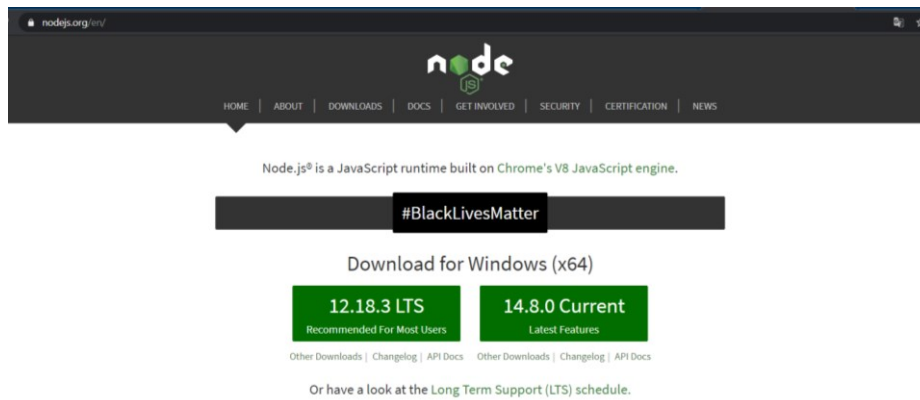 nodejs.org/en/
node
JS
HOME | ABOUT | DOWNLOADS | DOCS | GET INVOLVED | SECURITY | CERTIFICATION | NEWS
Node.js® is a JavaScript runtime built on Chrome's V8 JavaScript engine.
#BlackLivesMatter
Download for Windows (x64)
12.18.3 LTS 14.8.0 Current
Recommended For Most Users Latest Features
Other Downloads | Changelog | API Docs Other Downloads | Changelog | API Docs
Or have a look at the Long Term Support (LTS) schedule.